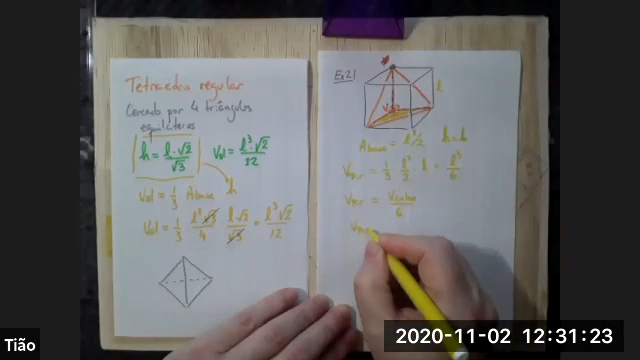 Tetraedro regular
Cercado por 4 triângulos
equiláteros
h = l·√2/√3
Vol = l³·√2/12
Vol = 1/3 Abase h
Vol = 1/3 l²√3/4 l√2/√3 = l³√2/12
Ex21
l
Abase = l²/2 h = l
Vpir = 1/3 l²/2 l = l³/6
Vpir = Vcubo/6
Tião
2020-11-02 12:31:23